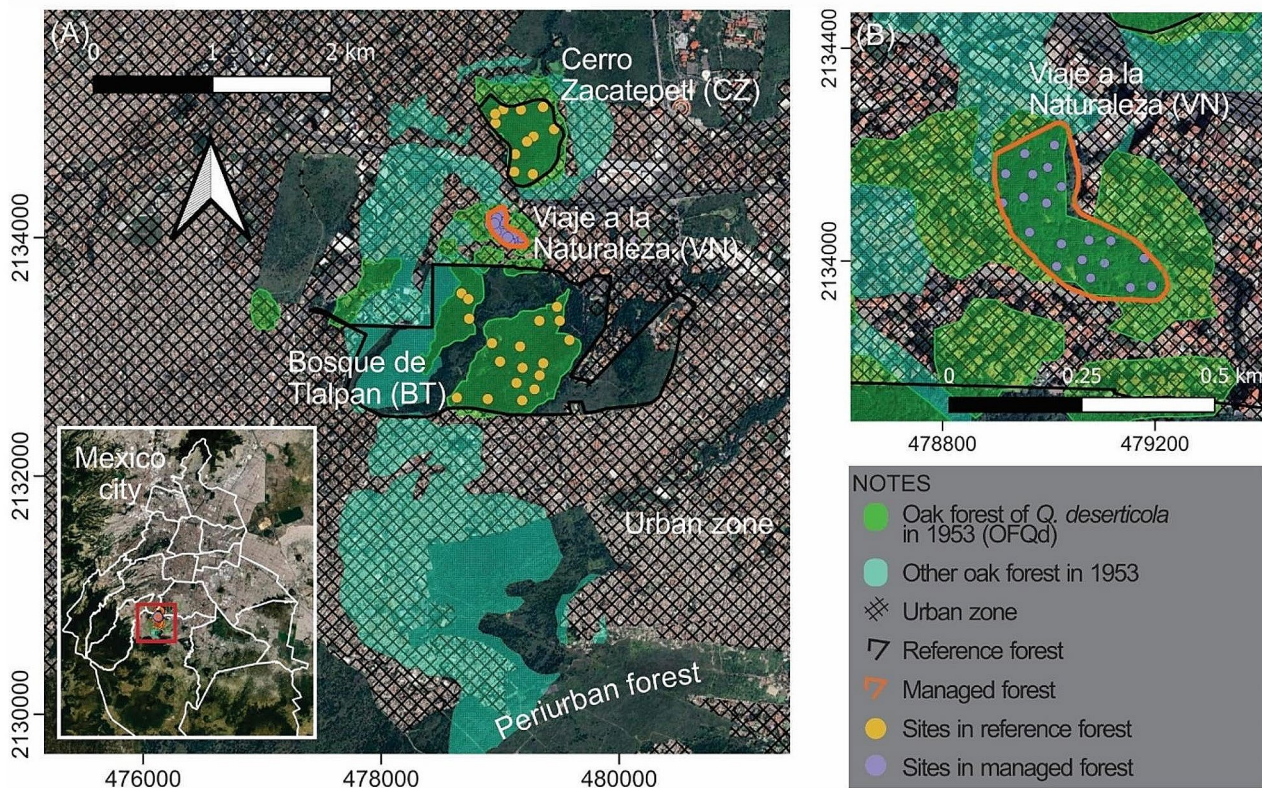 (A)
0 1 2 km
Cerro
Zacatepetl (CZ)
Viaje a la
Naturaleza (VN)
Bosque de
Tlalpan (BT)
Urban zone
Periurban forest
Mexico
city
2134000
2132000
2130000
476000 478000 480000
(B)
Viaje a la
Naturaleza (VN)
2134400
2134000
0 0.25 0.5 km
478800 479200
NOTES
Oak forest of Q. deserticola
in 1953 (OFQd)
Other oak forest in 1953
Urban zone
Reference forest
Managed forest
Sites in reference forest
Sites in managed forest